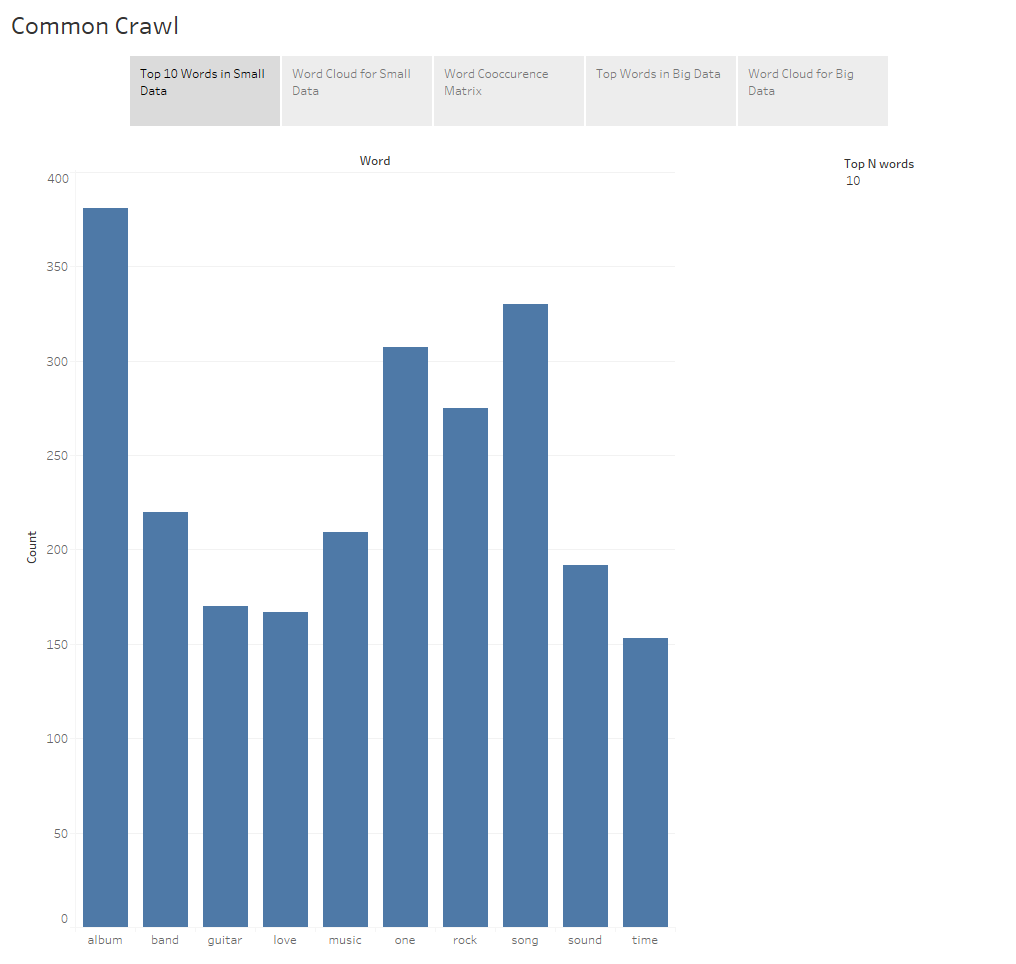 Common Crawl
Top 10 Words in Small
Data
Word Cloud for Small
Data
Word Cooccurence
Matrix
Top Words in Big Data
Word Cloud for Big
Data
Word
Top N words
10
400
350
300
250
200
150
100
50
0
Count
album
band
guitar
love
music
one
rock
song
sound
time